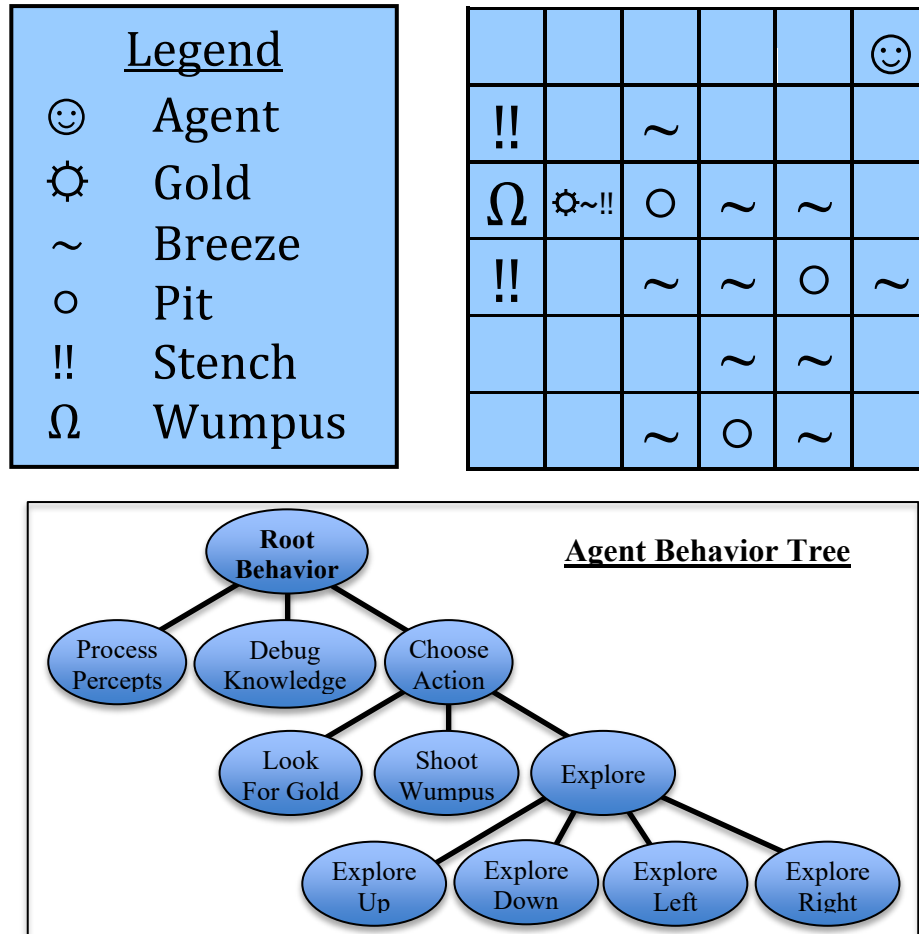 Legend
☺ Agent
☼ Gold
~ Breeze
○ Pit
‼ Stench
Ω Wumpus
☺
‼ ~
Ω ☼~‼ ○ ~ ~
‼ ~ ~ ○ ~
~ ~
~ ○ ~
Agent Behavior Tree
Root
Behavior
Process
Percepts
Debug
Knowledge
Choose
Action
Look
For Gold
Shoot
Wumpus
Explore
Explore
Up
Explore
Down
Explore
Left
Explore
Right